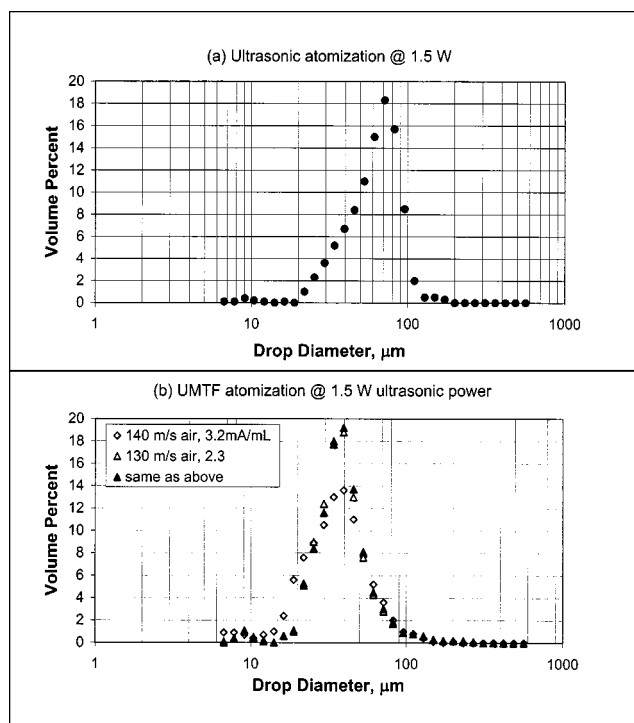 (a) Ultrasonic atomization @ 1.5 W
Volume Percent
20
18
16
14
12
10
8
6
4
2
0
1 10 100 1000
Drop Diameter, µm
(b) UMTF atomization @ 1.5 W ultrasonic power
Volume Percent
20
18
16
14
12
10
8
6
4
2
0
140 m/s air, 3.2mA/mL
130 m/s air, 2.3
same as above
1 10 100 1000
Drop Diameter, µm